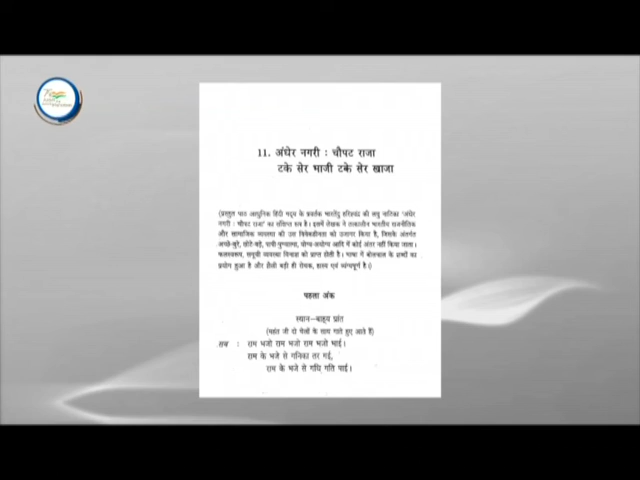 11. अंधेर नगरी : चौपट राजा
टके सेर भाजी टके सेर खाजा
(प्रस्तुत पाठ आधुनिक हिंदी गद्य के प्रवर्तक भारतेंदु हरिश्चंद्र की लघु नाटिका 'अंधेर
नगरी : चौपट राजा' का संक्षिप्त रूप है। इसमें लेखक ने तत्कालीन भारतीय राजनीतिक
और सामाजिक व्यवस्था की उस विवेकहीनता को उजागर किया है, जिसके अंतर्गत
अच्छे-बुरे, छोटे-बड़े, पापी-पुण्यात्मा, योग्य-अयोग्य आदि में कोई अंतर नहीं किया जाता।
फलस्वरूप, समूची व्यवस्था विनाश को प्राप्त होती है। भाषा में बोलचाल के शब्दों का
प्रयोग हुआ है और शैली बड़ी ही रोचक, हास्य एवं व्यंग्यपूर्ण है।)
पहला अंक
स्थान–बाह्य प्रांत
(महंत जी दो चेलों के साथ गाते हुए आते हैं)
सब : राम भजो राम भजो राम भजो भाई।
राम के भजे से गनिका तर गई,
राम के भजे से गीध गति पाई।